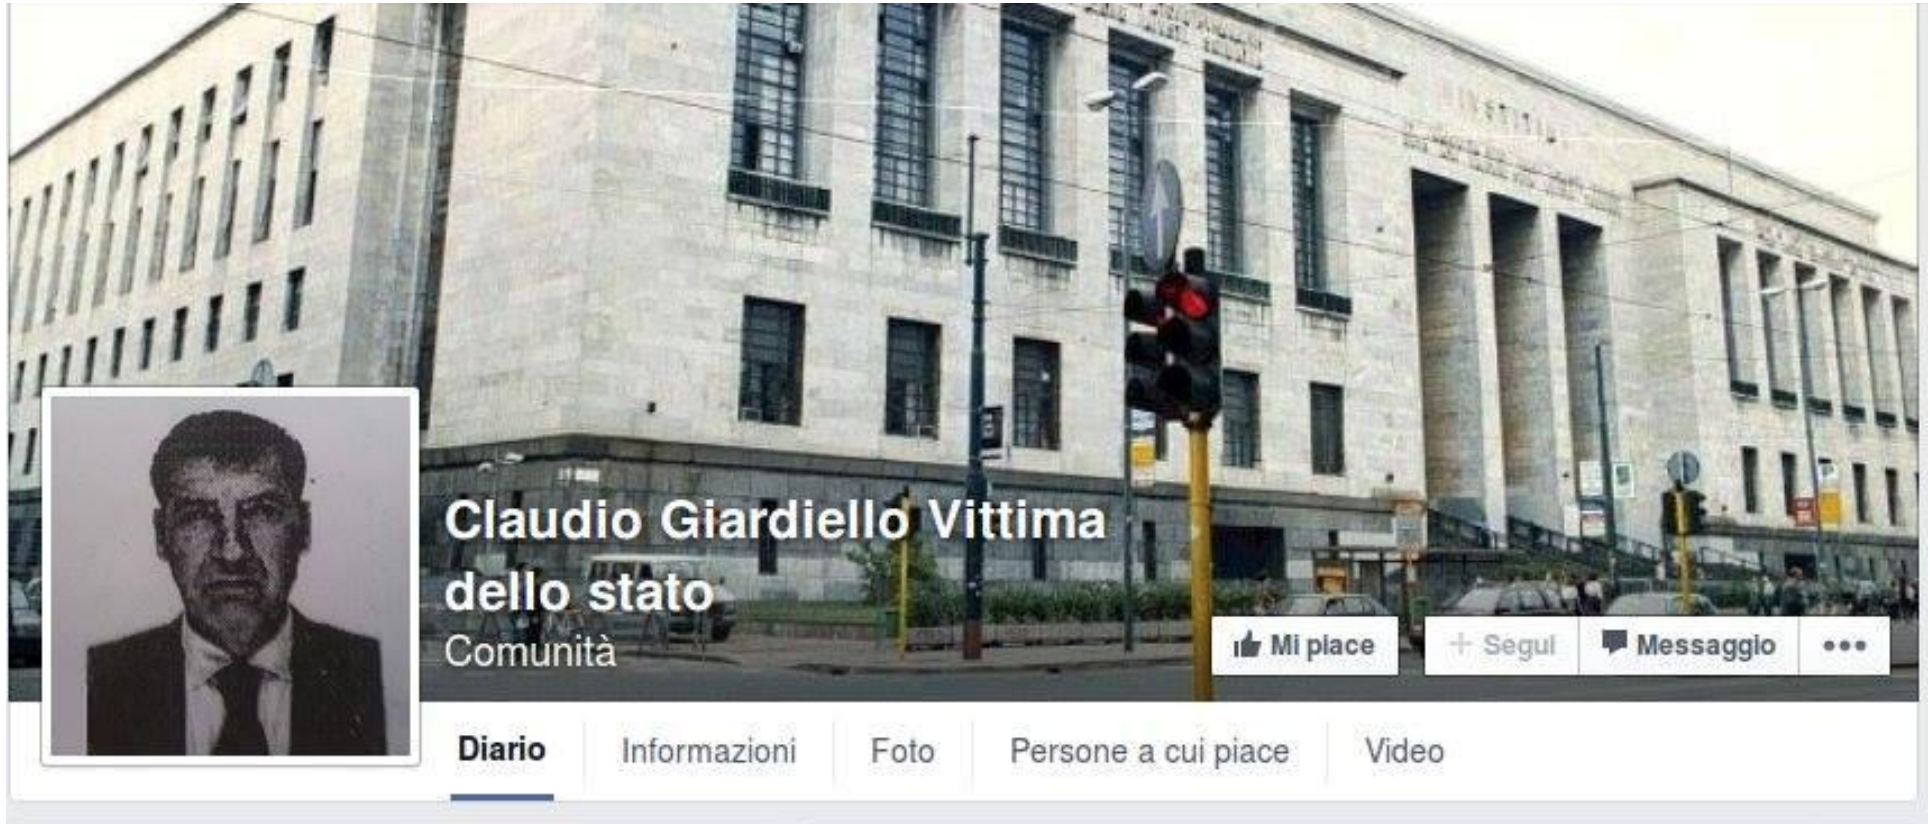 Claudio Giardiello Vittima
dello stato
Comunità
Mi piace
+ Segui
Messaggio
Diario
Informazioni
Foto
Persone a cui piace
Video